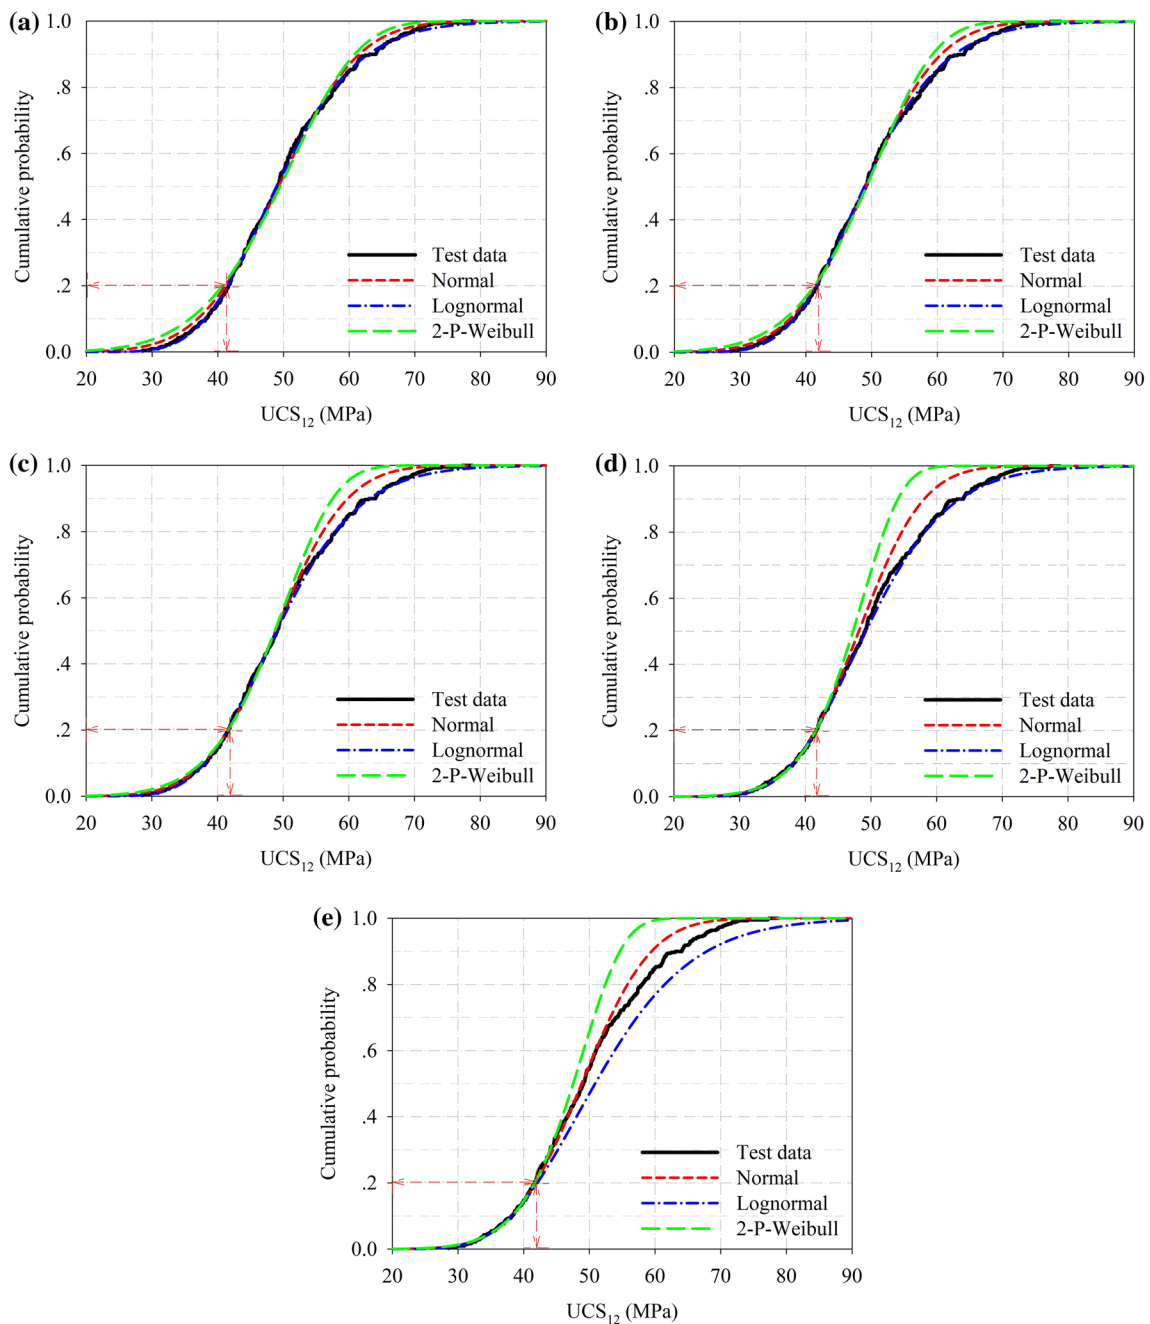 (a)
Cumulative probability
1.0
.8
.6
.4
.2
0.0
Test data
Normal
Lognormal
2-P-Weibull
20 30 40 50 60 70 80 90
UCS12 (MPa)
(b)
Cumulative probability
1.0
.8
.6
.4
.2
0.0
Test data
Normal
Lognormal
2-P-Weibull
20 30 40 50 60 70 80 90
UCS12 (MPa)
(c)
Cumulative probability
1.0
.8
.6
.4
.2
0.0
Test data
Normal
Lognormal
2-P-Weibull
20 30 40 50 60 70 80 90
UCS12 (MPa)
(d)
Cumulative probability
1.0
.8
.6
.4
.2
0.0
Test data
Normal
Lognormal
2-P-Weibull
20 30 40 50 60 70 80 90
UCS12 (MPa)
(e)
Cumulative probability
1.0
.8
.6
.4
.2
0.0
Test data
Normal
Lognormal
2-P-Weibull
20 30 40 50 60 70 80 90
UCS12 (MPa)